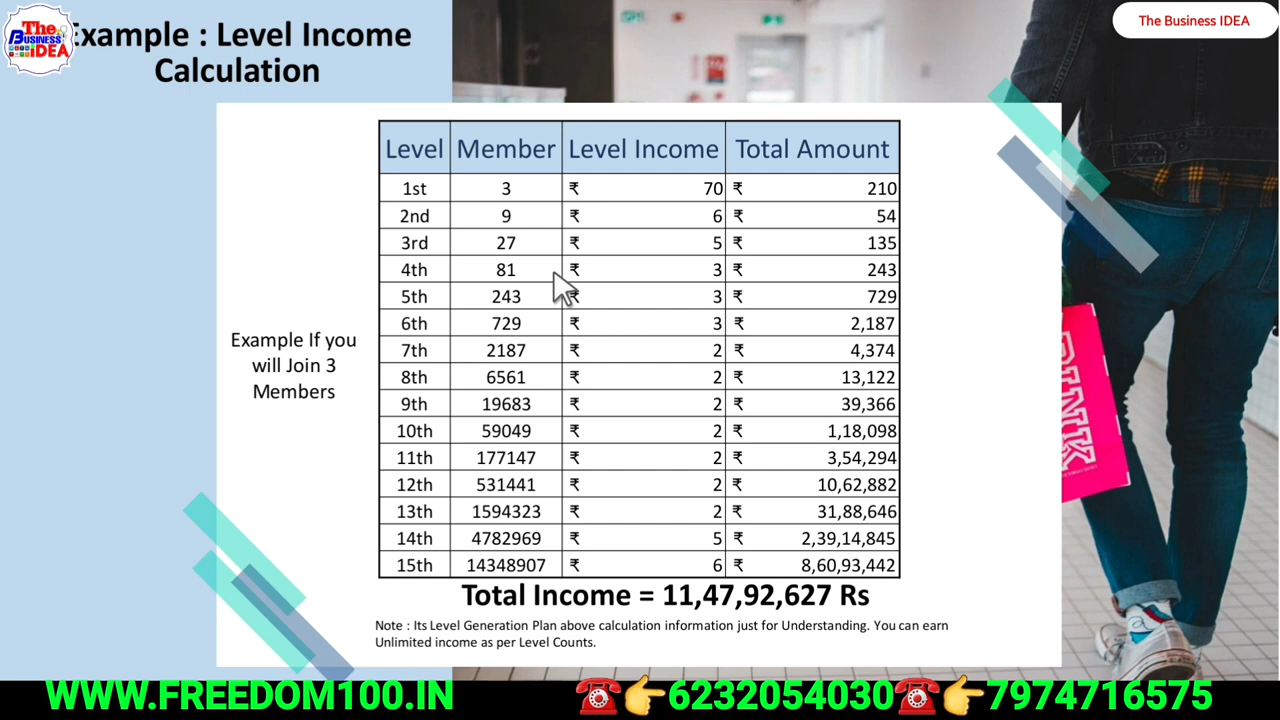 The
BUSINESS
iDEA
Example : Level Income
Calculation
The Business IDEA
Level Member Level Income Total Amount
1st 3 ₹ 70 ₹ 210
2nd 9 ₹ 6 ₹ 54
3rd 27 ₹ 5 ₹ 135
4th 81 ₹ 3 ₹ 243
5th 243 ₹ 3 ₹ 729
6th 729 ₹ 3 ₹ 2,187
7th 2187 ₹ 2 ₹ 4,374
8th 6561 ₹ 2 ₹ 13,122
9th 19683 ₹ 2 ₹ 39,366
10th 59049 ₹ 2 ₹ 1,18,098
11th 177147 ₹ 2 ₹ 3,54,294
12th 531441 ₹ 2 ₹ 10,62,882
13th 1594323 ₹ 2 ₹ 31,88,646
14th 4782969 ₹ 5 ₹ 2,39,14,845
15th 14348907 ₹ 6 ₹ 8,60,93,442
Example If you
will Join 3
Members
Total Income = 11,47,92,627 Rs
Note : Its Level Generation Plan above calculation information just for Understanding. You can earn
Unlimited income as per Level Counts.
PINK
WWW.FREEDOM100.IN ☎️👉6232054030☎️👉7974716575